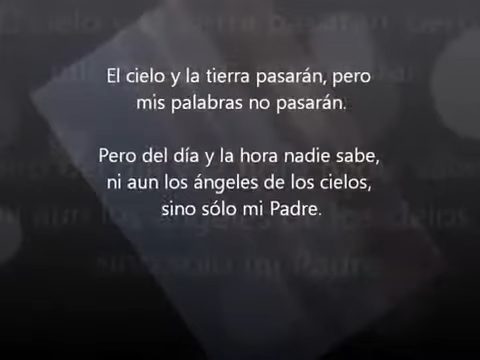 El cielo y la tierra pasarán, pero
mis palabras no pasarán.
Pero del día y la hora nadie sabe,
ni aun los ángeles de los cielos,
sino sólo mi Padre.